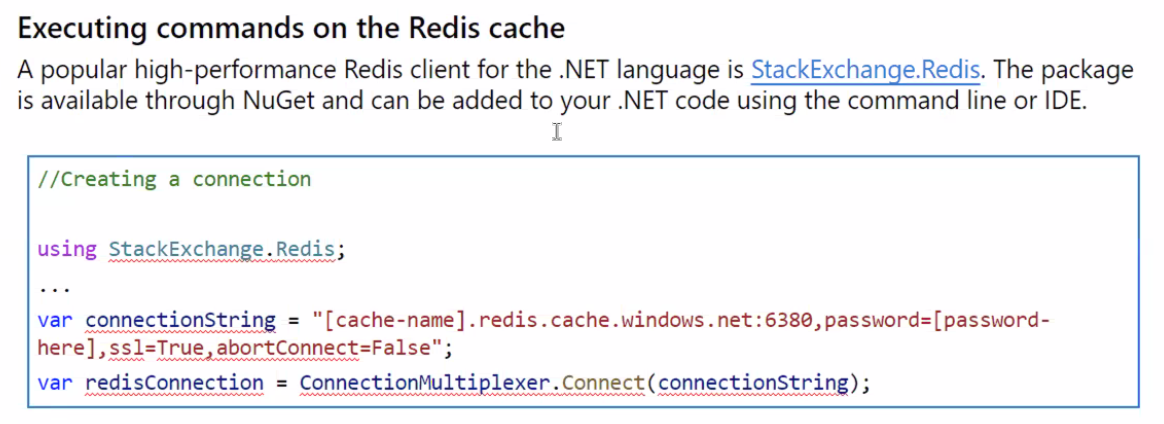 Executing commands on the Redis cache
A popular high-performance Redis client for the .NET language is StackExchange.Redis. The package
is available through NuGet and can be added to your .NET code using the command line or IDE.
//Creating a connection
using StackExchange.Redis;
...
var connectionString = "[cache-name].redis.cache.windows.net:6380,password=[password-
here],ssl=True,abortConnect=False";
var redisConnection = ConnectionMultiplexer.Connect(connectionString);